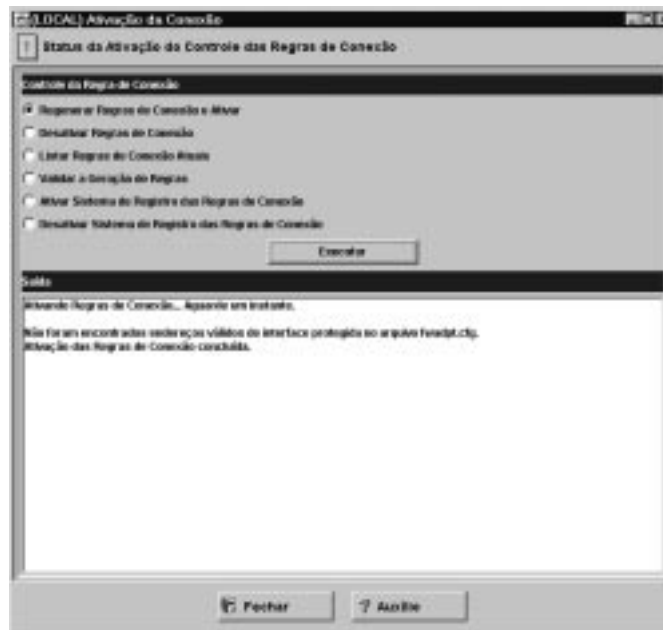 (LOCAL) Ativação da Conexão
Status da Ativação do Controle das Regras de Conexão
Controle da Regra de Conexão
Regenerar Regras de Conexão e Ativar
Desativar Regras de Conexão
Listar Regras de Conexão Atuais
Validar a Geração de Regras
Ativar Sistema de Registro das Regras de Conexão
Desativar Sistema de Registro das Regras de Conexão
Executar
Saída
Ativando Regras de Conexão... Aguarde um instante.
Não foram encontrados endereços válidos de interface protegida no arquivo fwadpt.cfg.
Ativação das Regras de Conexão concluída.
Fechar
? Auxílio